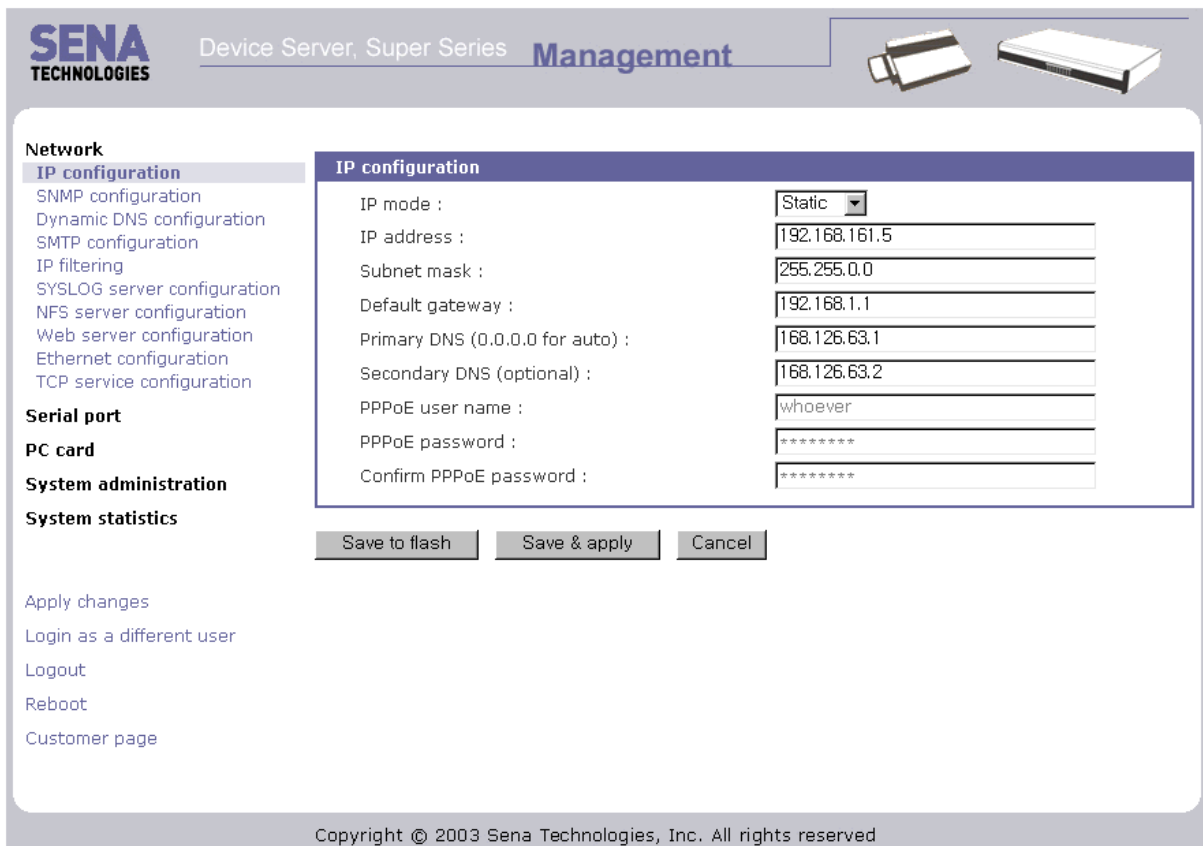 SENA
TECHNOLOGIES
Device Server, Super Series Management
Network
IP configuration
SNMP configuration
Dynamic DNS configuration
SMTP configuration
IP filtering
SYSLOG server configuration
NFS server configuration
Web server configuration
Ethernet configuration
TCP service configuration
Serial port
PC card
System administration
System statistics
Apply changes
Login as a different user
Logout
Reboot
Customer page
IP configuration
IP mode : Static
IP address : 192.168.161.5
Subnet mask : 255.255.0.0
Default gateway : 192.168.1.1
Primary DNS (0.0.0.0 for auto) : 168.126.63.1
Secondary DNS (optional) : 168.126.63.2
PPPoE user name : whoever
PPPoE password : ********
Confirm PPPoE password : ********
Save to flash Save & apply Cancel
Copyright © 2003 Sena Technologies, Inc. All rights reserved